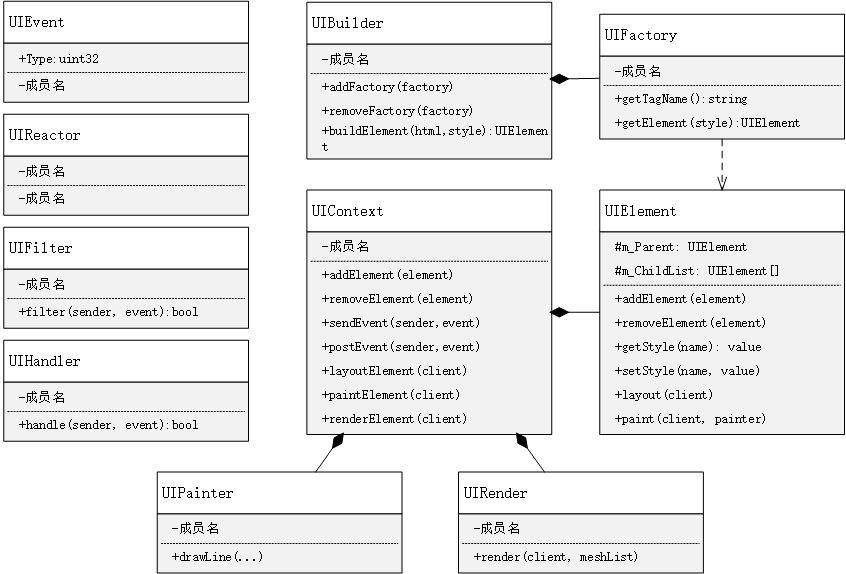 UIEvent
+Type:uint32
-成员名
UIReactor
-成员名
-成员名
UIFilter
-成员名
+filter(sender, event):bool
UIHandler
-成员名
+handle(sender, event):bool
UIBuilder
-成员名
+addFactory(factory)
+removeFactory(factory)
+buildElement(html,style):UIElemen
t
UIFactory
-成员名
+getTagName():string
+getElement(style):UIElement
UIContext
-成员名
+addElement(element)
+removeElement(element)
+sendEvent(sender,event)
+postEvent(sender,event)
+layoutElement(client)
+paintElement(client)
+renderElement(client)
UIElement
#m_Parent: UIElement
#m_ChildList: UIElement[]
+addElement(element)
+removeElement(element)
+getStyle(name): value
+setStyle(name, value)
+layout(client)
+paint(client, painter)
UIPainter
-成员名
+drawLine(...)
UIRender
-成员名
+render(client, meshList)